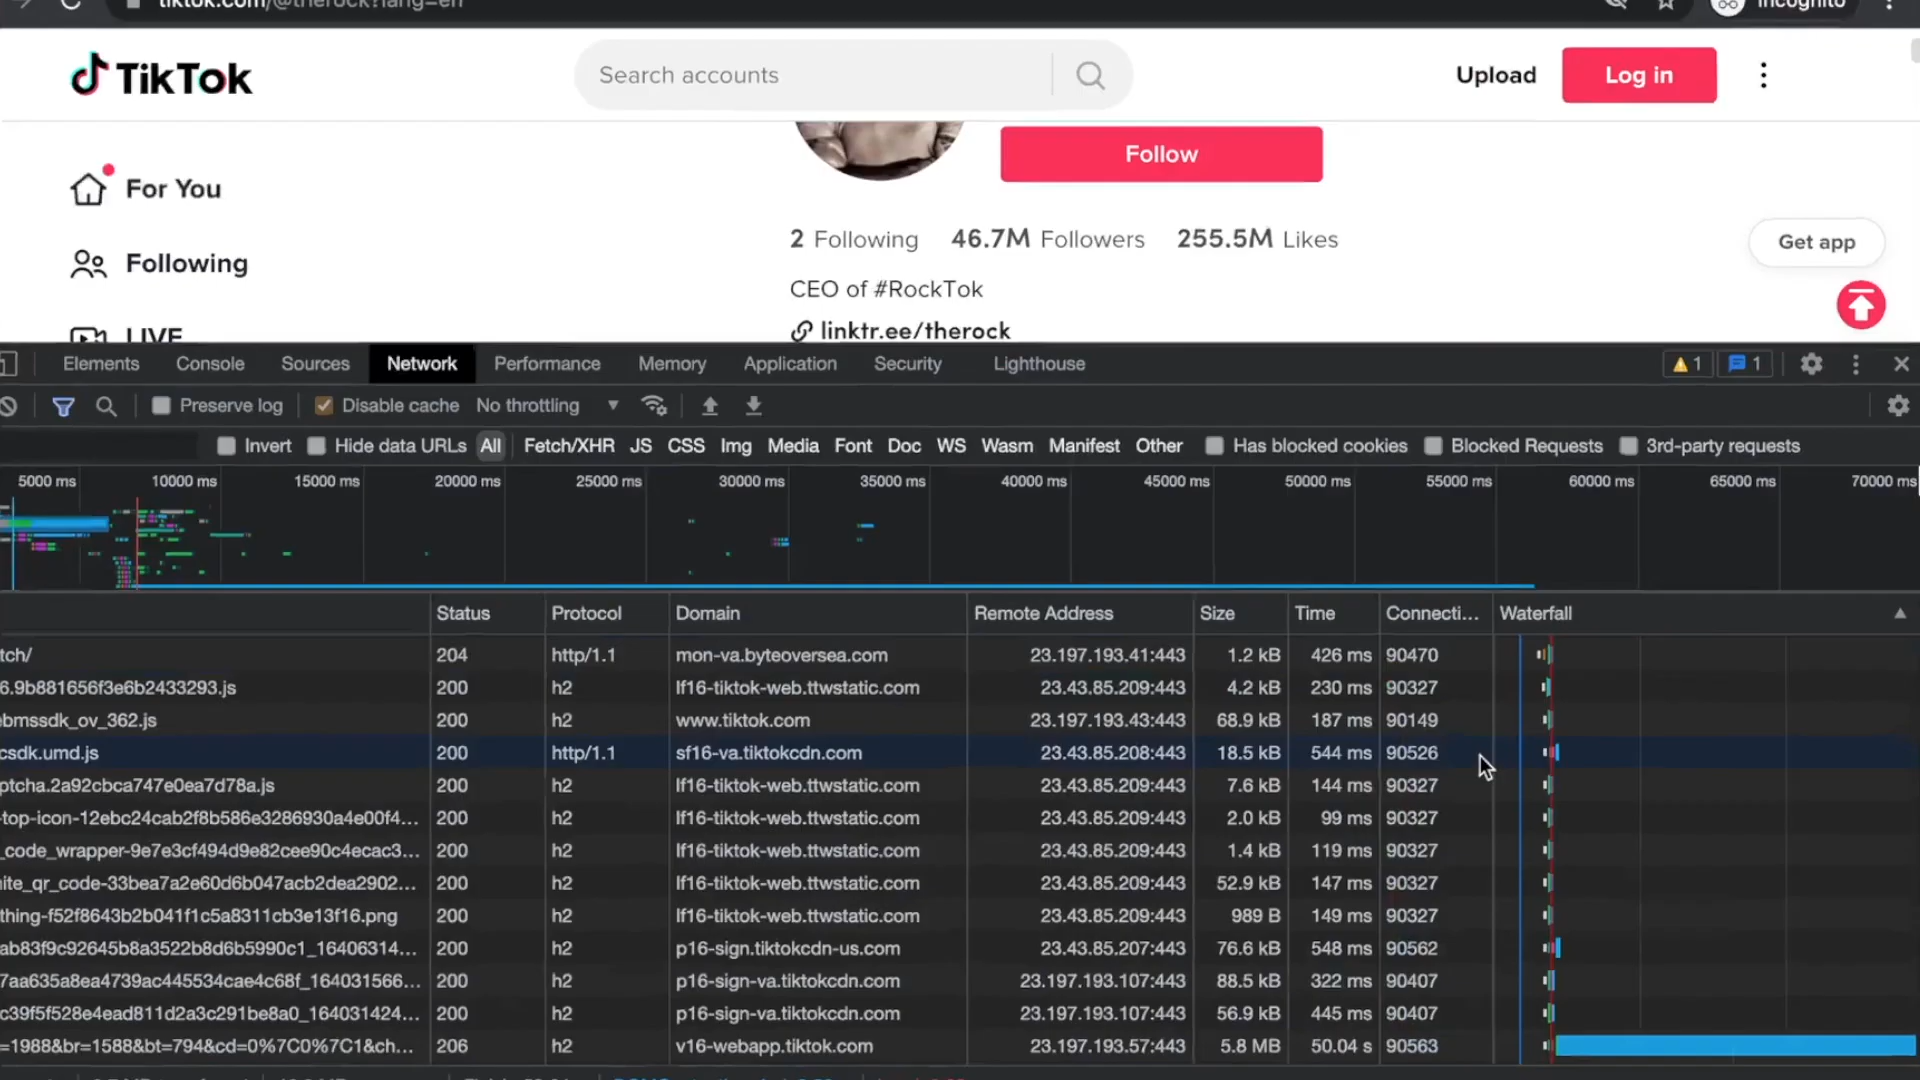 tiktok.com/@therock?lang=en Incognito
TikTok Search accounts Upload Log in
For You
Follow
2 Following 46.7M Followers 255.5M Likes
Get app
Following
CEO of #RockTok
linktr.ee/therock
LIVE
Elements Console Sources Network Performance Memory Application Security Lighthouse 1 1
Preserve log Disable cache No throttling
Invert Hide data URLs All Fetch/XHR JS CSS Img Media Font Doc WS Wasm Manifest Other Has blocked cookies Blocked Requests 3rd-party requests
5000 ms 10000 ms 15000 ms 20000 ms 25000 ms 30000 ms 35000 ms 40000 ms 45000 ms 50000 ms 55000 ms 60000 ms 65000 ms 70000 ms
Status Protocol Domain Remote Address Size Time Connecti... Waterfall
tch/ 204 http/1.1 mon-va.byteoversea.com 23.197.193.41:443 1.2 kB 426 ms 90470
6.9b881656f3e6b2433293.js 200 h2 lf16-tiktok-web.ttwstatic.com 23.43.85.209:443 4.2 kB 230 ms 90327
ebmssdk_ov_362.js 200 h2 www.tiktok.com 23.197.193.43:443 68.9 kB 187 ms 90149
csdk.umd.js 200 http/1.1 sf16-va.tiktokcdn.com 23.43.85.208:443 18.5 kB 544 ms 90526
ptcha.2a92cbca747e0ea7d78a.js 200 h2 lf16-tiktok-web.ttwstatic.com 23.43.85.209:443 7.6 kB 144 ms 90327
-top-icon-12ebc24cab2f8b586e3286930a4e00f4... 200 h2 lf16-tiktok-web.ttwstatic.com 23.43.85.209:443 2.0 kB 99 ms 90327
_code_wrapper-9e7e3cf494d9e82cee90c4ecac3... 200 h2 lf16-tiktok-web.ttwstatic.com 23.43.85.209:443 1.4 kB 119 ms 90327
ite_qr_code-33bea7a2e60d6b047acb2dea2902... 200 h2 lf16-tiktok-web.ttwstatic.com 23.43.85.209:443 52.9 kB 147 ms 90327
thing-f52f8643b2b041f1c5a8311cb3e13f16.png 200 h2 lf16-tiktok-web.ttwstatic.com 23.43.85.209:443 989 B 149 ms 90327
ab83f9c92645b8a3522b8d6b5990c1_16406314... 200 h2 p16-sign.tiktokcdn-us.com 23.43.85.207:443 76.6 kB 548 ms 90562
7aa635a8ea4739ac445534cae4c68f_164031566... 200 h2 p16-sign-va.tiktokcdn.com 23.197.193.107:443 88.5 kB 322 ms 90407
c39f5f528e4ead811d2a3c291be8a0_164031424... 200 h2 p16-sign-va.tiktokcdn.com 23.197.193.107:443 56.9 kB 445 ms 90407
=1988&br=1588&bt=794&cd=0%7C0%7C1&ch... 206 h2 v16-webapp.tiktok.com 23.197.193.57:443 5.8 MB 50.04 s 90563